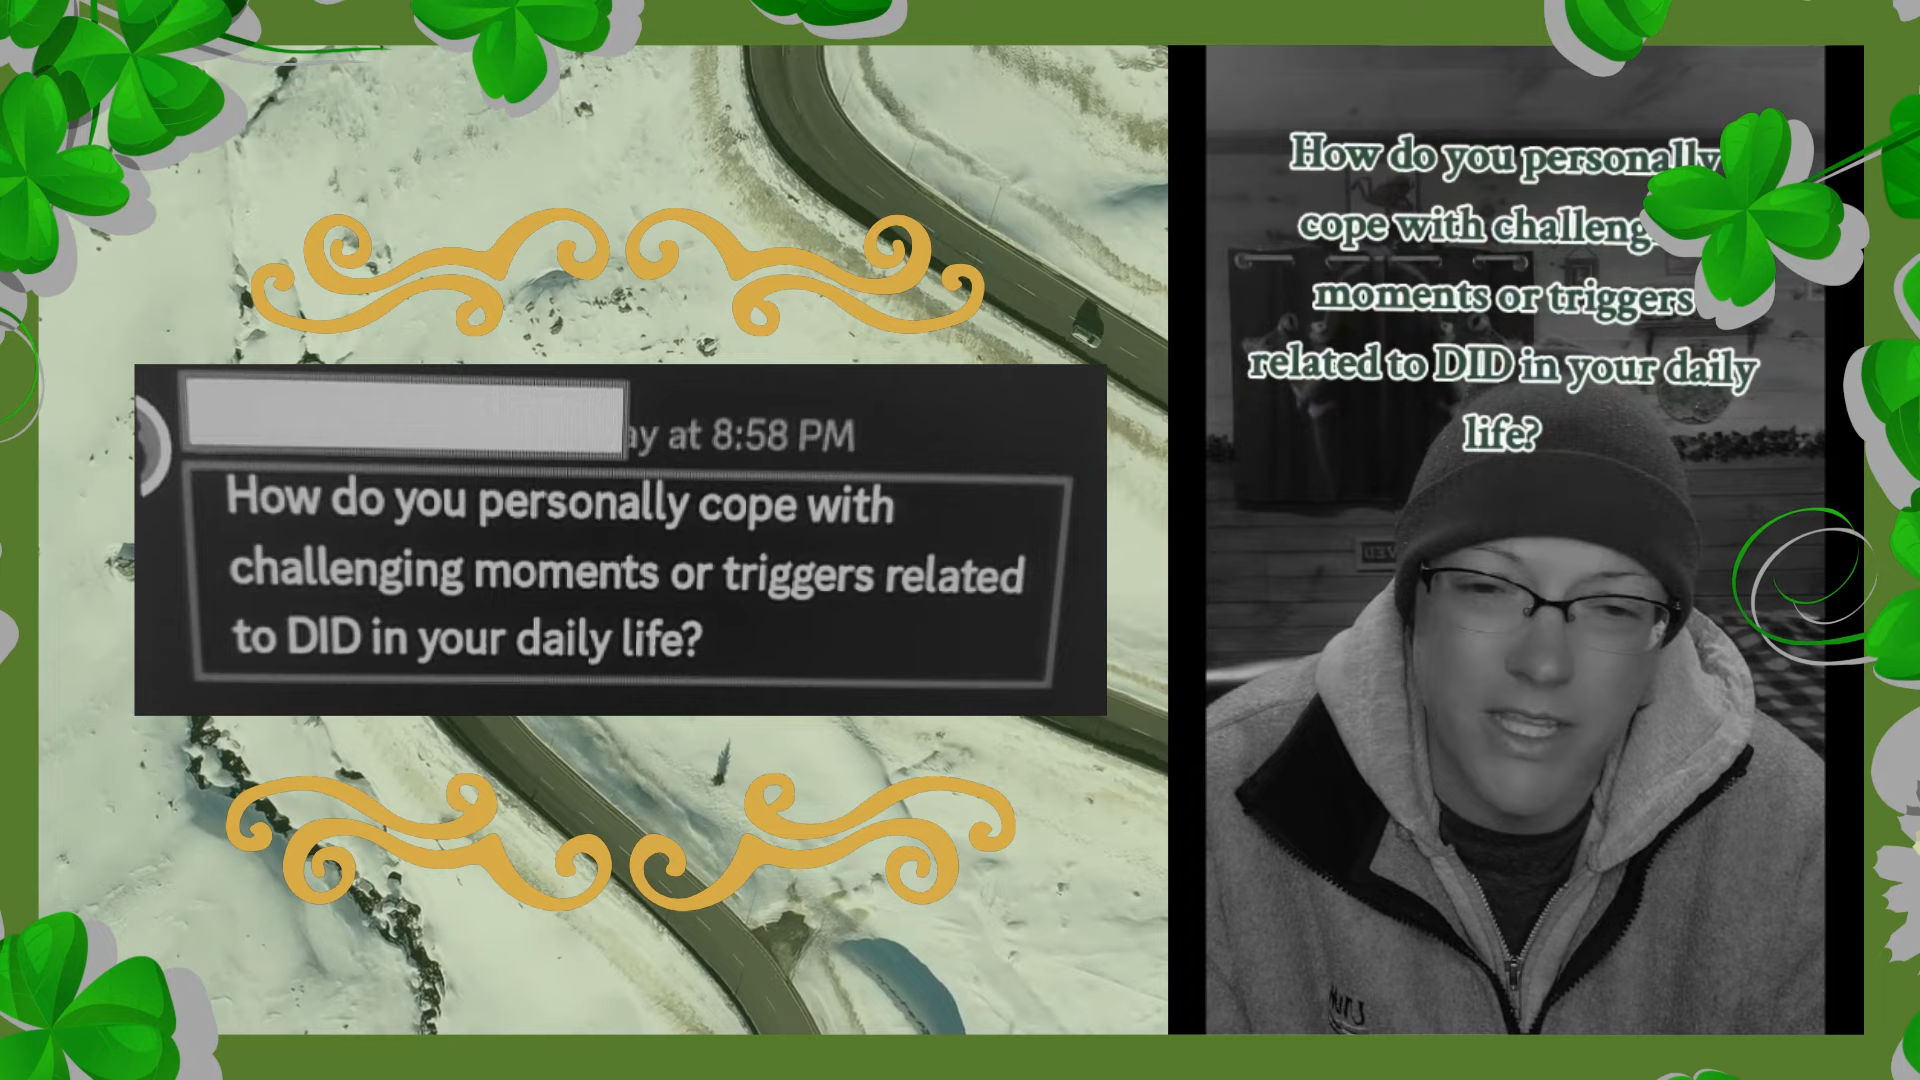 ay at 8:58 PM
How do you personally cope with
challenging moments or triggers related
to DID in your daily life?
How do you personally
cope with
moments or triggers
related to DID in your daily
life?